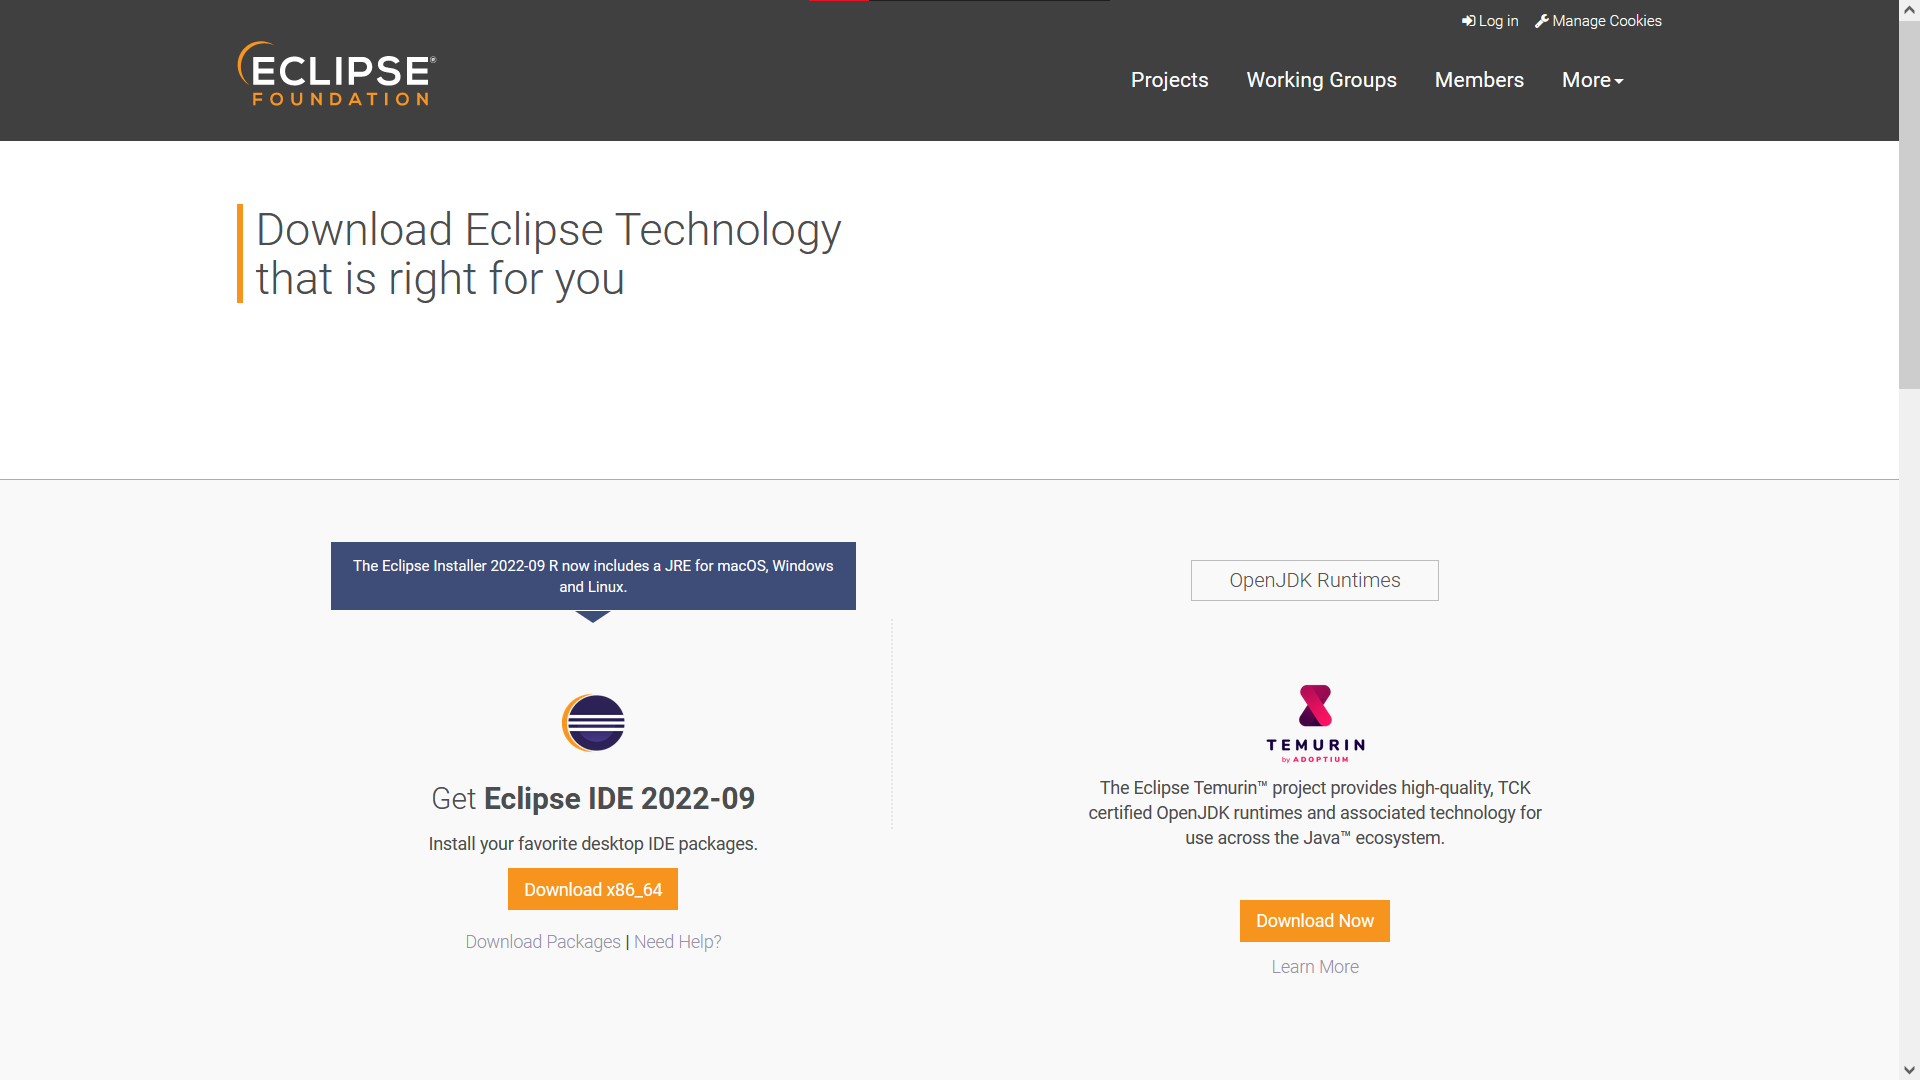 Log in
Manage Cookies
ECLIPSE®
FOUNDATION
Projects
Working Groups
Members
More
Download Eclipse Technology
that is right for you
The Eclipse Installer 2022-09 R now includes a JRE for macOS, Windows
and Linux.
Get Eclipse IDE 2022-09
Install your favorite desktop IDE packages.
Download x86_64
Download Packages | Need Help?
OpenJDK Runtimes
TEMURIN
by ADOPTIUM
The Eclipse Temurin™ project provides high-quality, TCK
certified OpenJDK runtimes and associated technology for
use across the Java™ ecosystem.
Download Now
Learn More